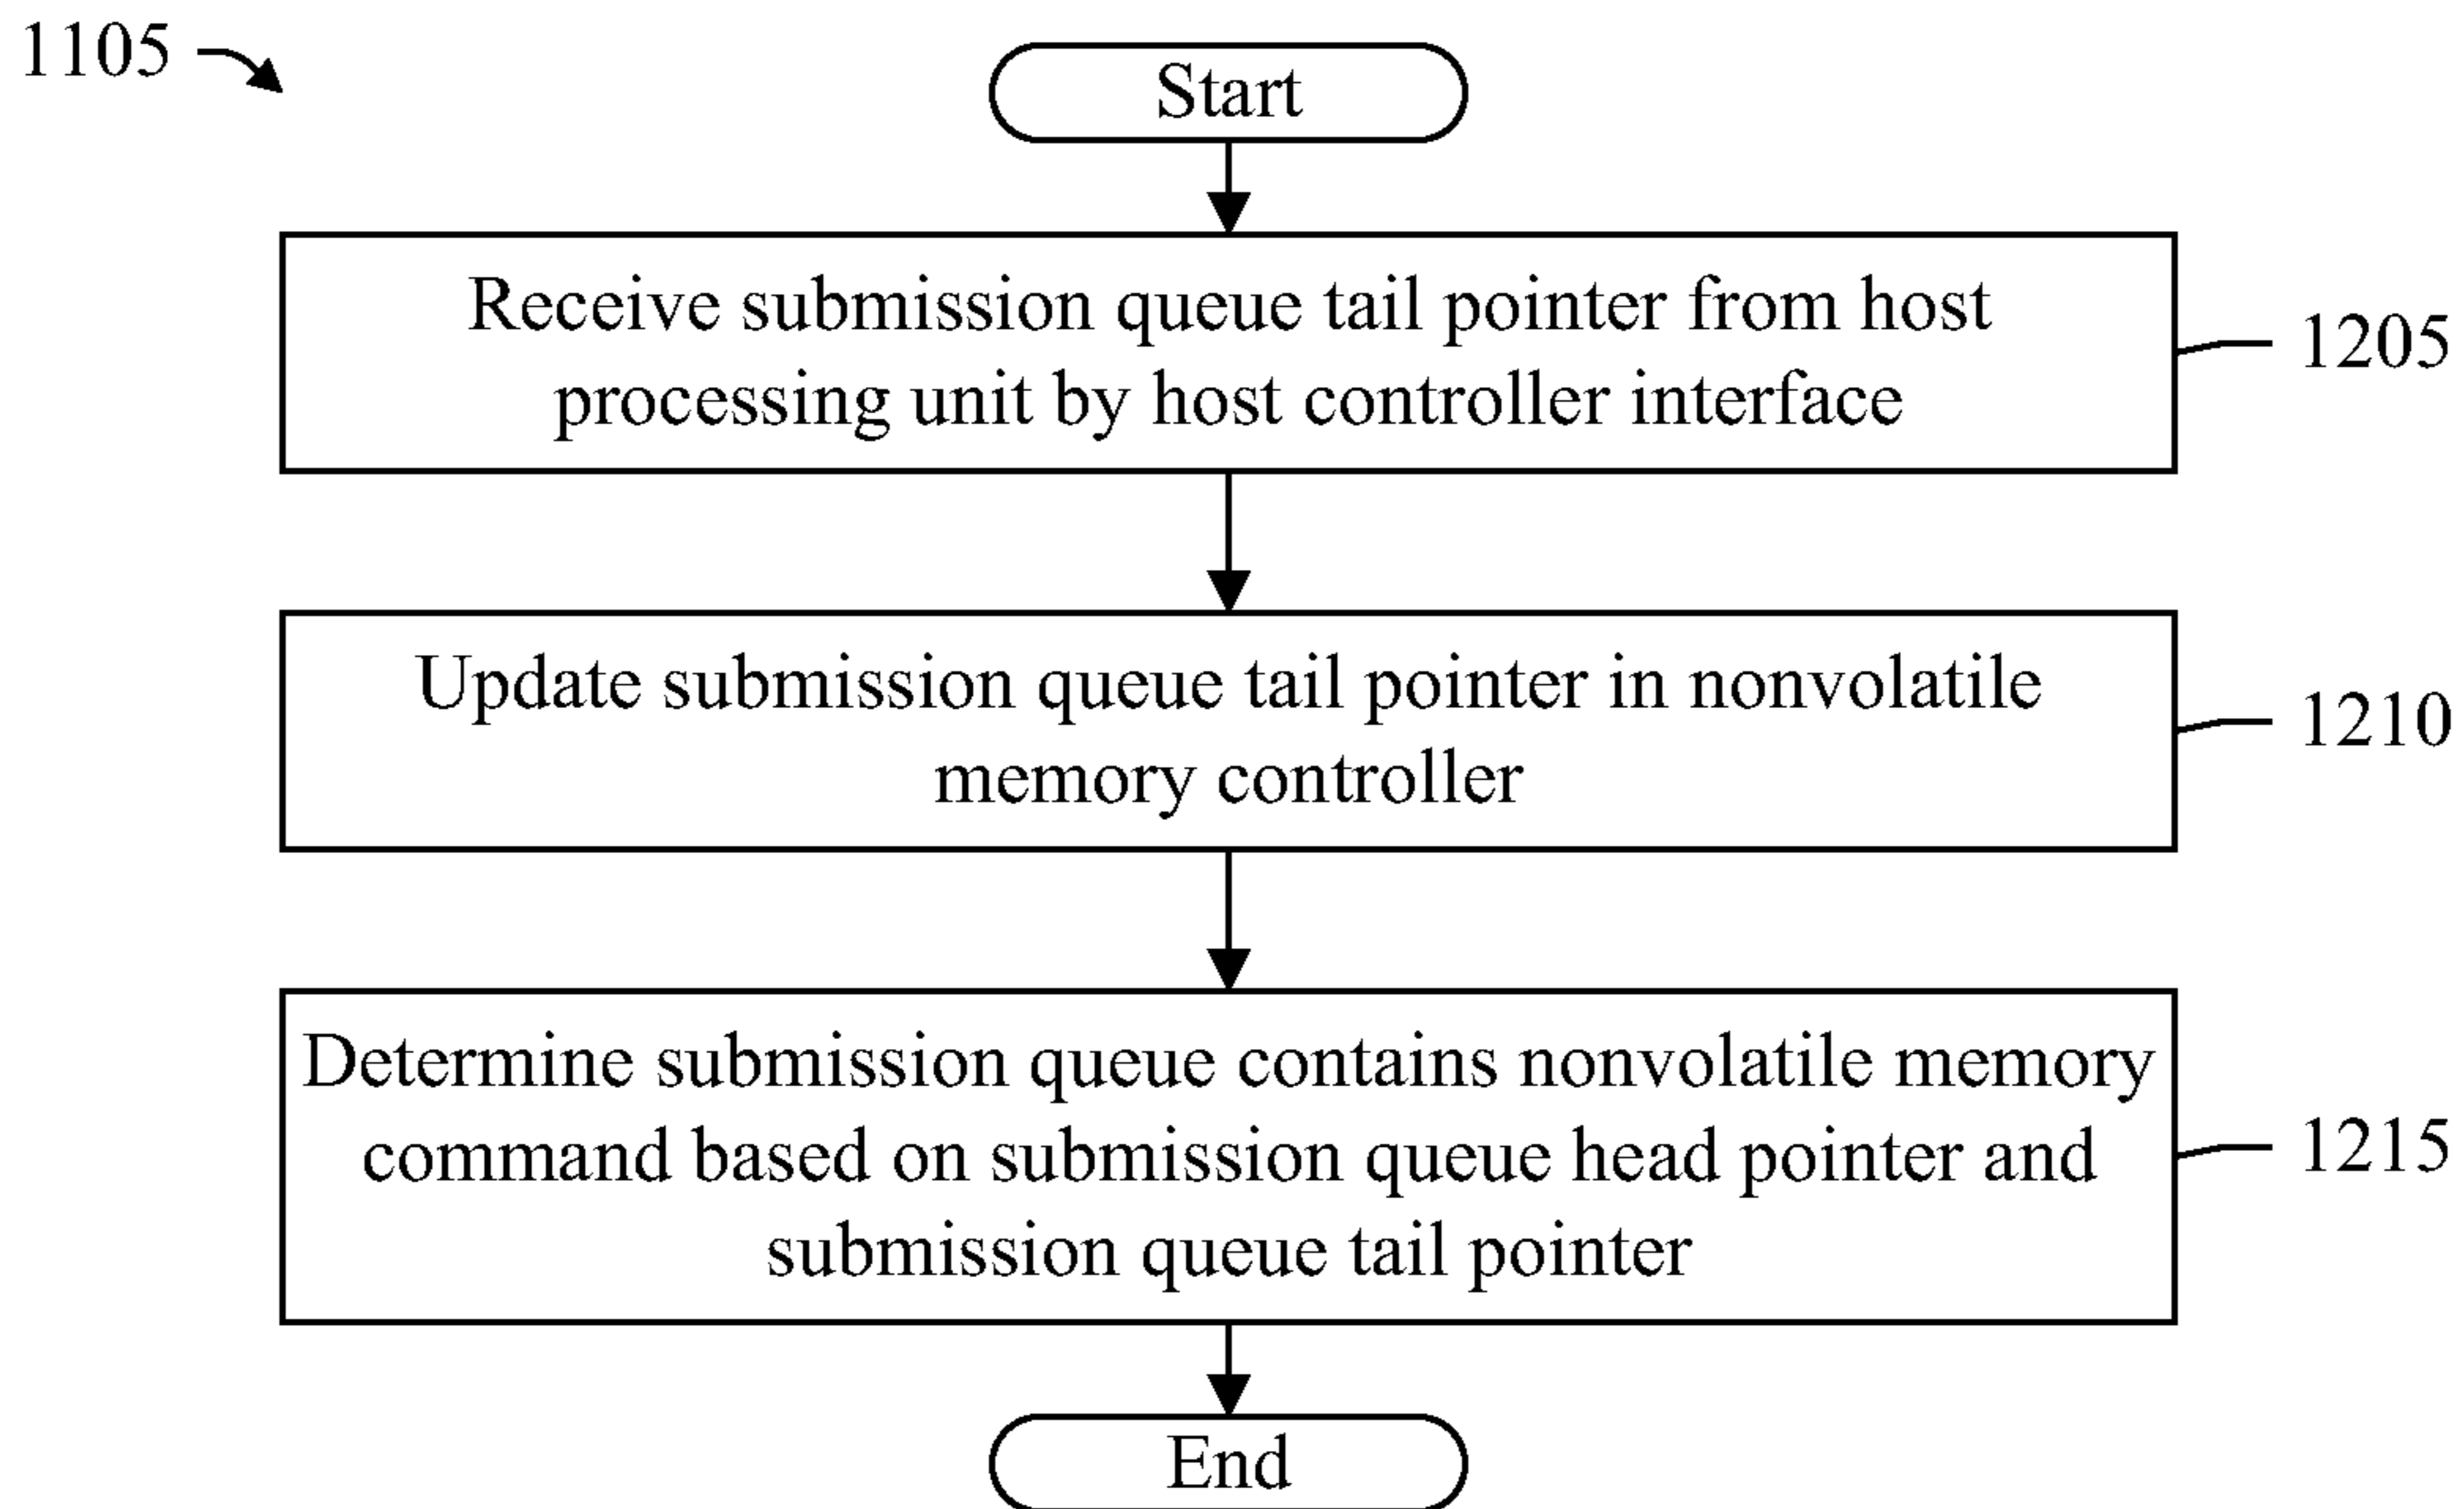 1105
Start
Receive submission queue tail pointer from host
processing unit by host controller interface
1205
Update submission queue tail pointer in nonvolatile
memory controller
1210
Determine submission queue contains nonvolatile memory
command based on submission queue head pointer and
submission queue tail pointer
1215
End